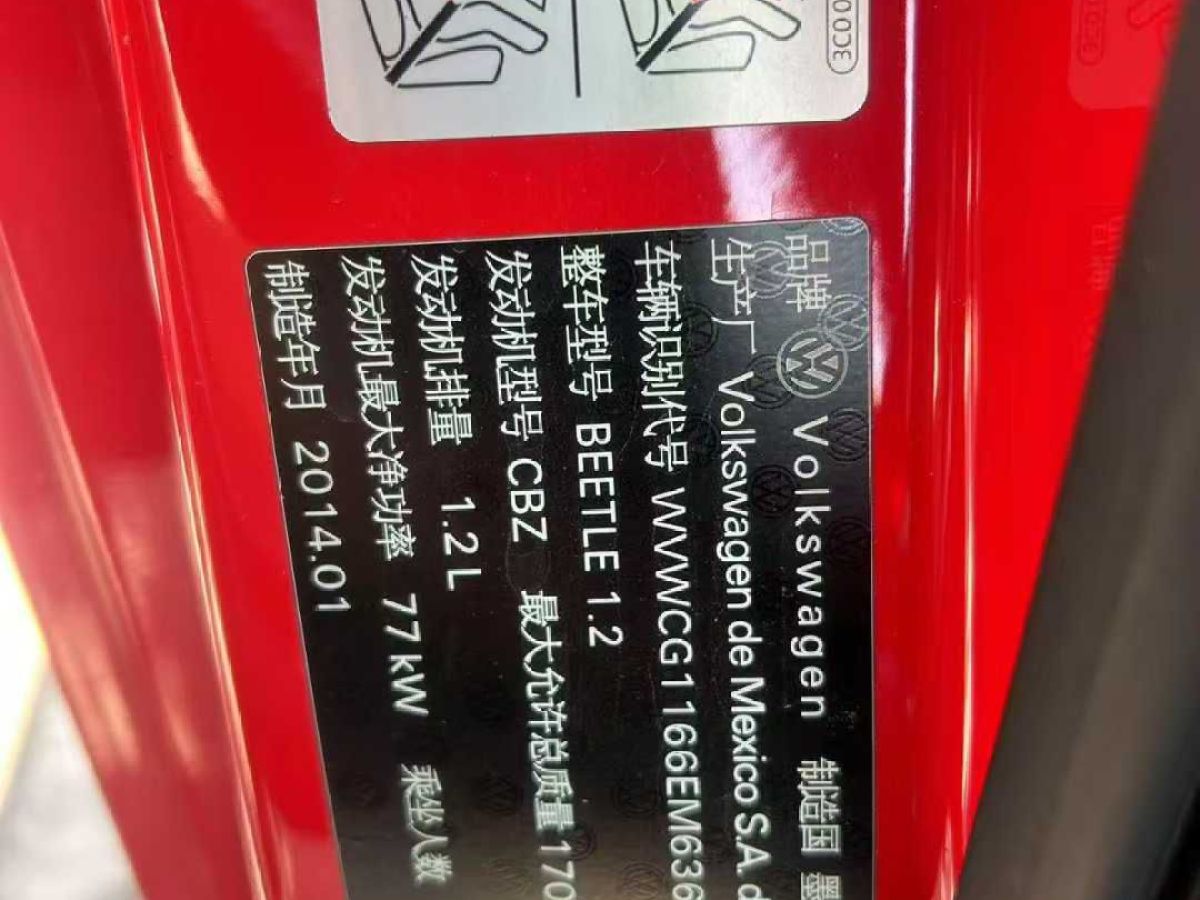 3C00
品牌 Volkswagen 制造国 墨
生产厂 Volkswagen de Mexico S.A. d
车辆识别代号 WVWCG1166EM636
整车型号 BEETLE 1.2
发动机型号 CBZ 最大允许总质量 170
发动机排量 1.2L
发动机最大净功率 77kW 乘坐人数
制造年月 2014.01